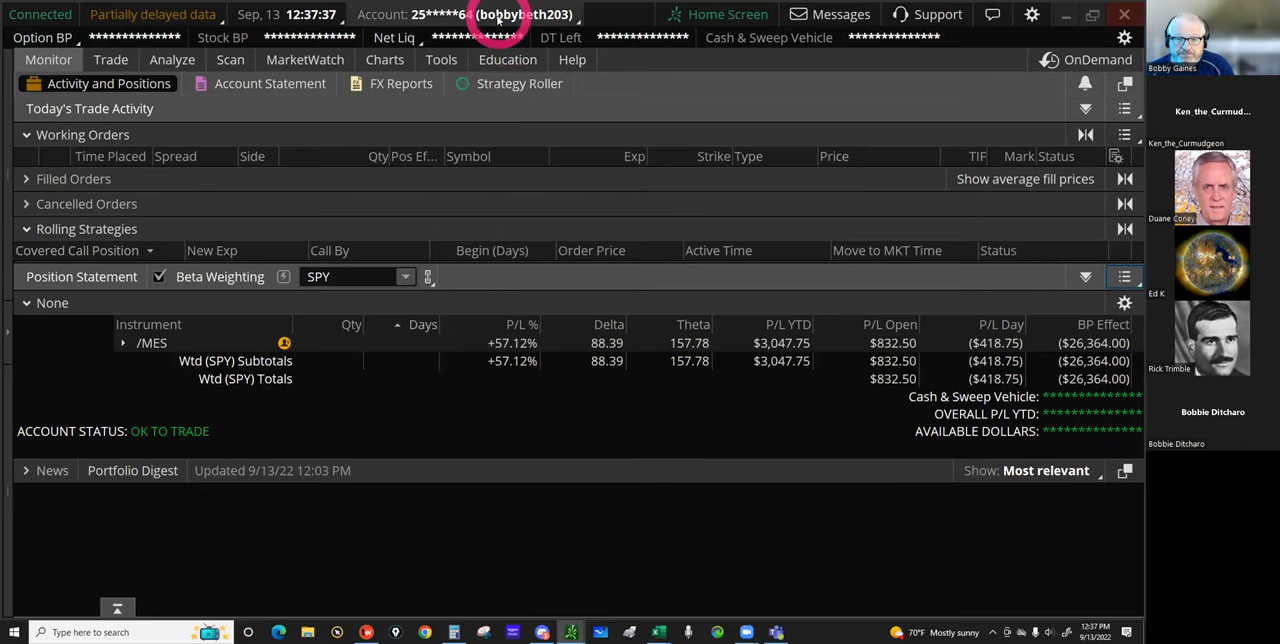 Connected Partially delayed data Sep, 13 12:37:37 Account: 25*****64 (bobbybeth203) Home Screen Messages Support
Option BP ************** Stock BP ************** Net Liq ************** DT Left ************** Cash & Sweep Vehicle **************
Monitor Trade Analyze Scan MarketWatch Charts Tools Education Help OnDemand
Activity and Positions Account Statement FX Reports Strategy Roller
Today's Trade Activity
Working Orders
Time Placed Spread Side Qty Pos Ef... Symbol Exp Strike Type Price TIF Mark Status
Filled Orders Show average fill prices
Cancelled Orders
Rolling Strategies
Covered Call Position New Exp Call By Begin (Days) Order Price Active Time Move to MKT Time Status
Position Statement Beta Weighting SPY
None
Instrument Qty Days P/L % Delta Theta P/L YTD P/L Open P/L Day BP Effect
/MES +57.12% 88.39 157.78 $3,047.75 $832.50 ($418.75) ($26,364.00)
Wtd (SPY) Subtotals +57.12% 88.39 157.78 $3,047.75 $832.50 ($418.75) ($26,364.00)
Wtd (SPY) Totals $832.50 ($418.75) ($26,364.00)
Cash & Sweep Vehicle: **************
OVERALL P/L YTD: **************
ACCOUNT STATUS: OK TO TRADE AVAILABLE DOLLARS: **************
News Portfolio Digest Updated 9/13/22 12:03 PM Show: Most relevant
Type here to search 70°F Mostly sunny 12:37 PM
9/13/2022
Bobby Gaines
Ken_the_Curmud...
Ken_the_Curmudgeon
Duane Coney
Ed K
Rick Trimble
Bobbie Ditcharo
Bobbie Ditcharo